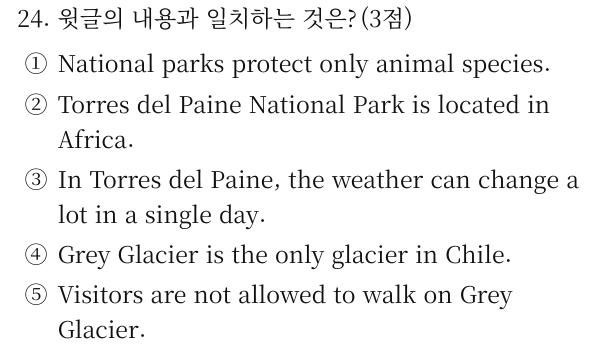 24. 윗글의 내용과 일치하는 것은?(3점)
① National parks protect only animal species.
② Torres del Paine National Park is located in
Africa.
③ In Torres del Paine, the weather can change a
lot in a single day.
④ Grey Glacier is the only glacier in Chile.
⑤ Visitors are not allowed to walk on Grey
Glacier.